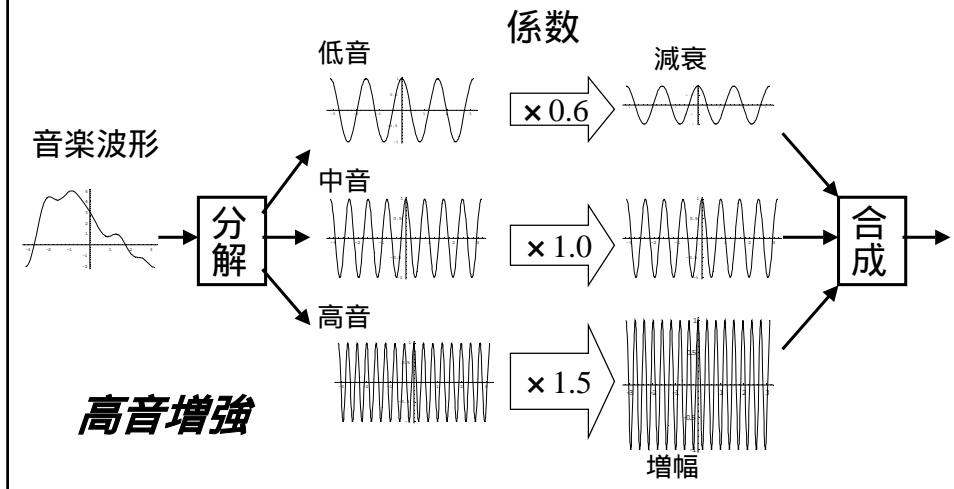 係数
低音
減衰
× 0.6
音楽波形
中音
分解
× 1.0
合成
高音
× 1.5
高音増強
増幅